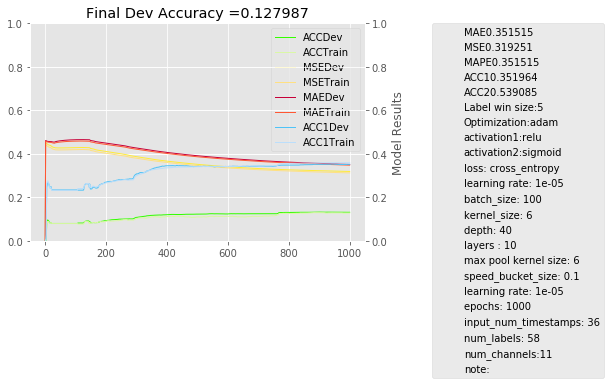 Final Dev Accuracy =0.127987
1.0
0.8
0.6
0.4
0.2
0.0
0
200
400
600
800
1000
1.0
0.8
0.6
0.4
0.2
0.0
Model Results
ACCDev
ACCTrain
MSEDev
MSETrain
MAEDev
MAETrain
ACC1Dev
ACC1Train
MAE0.351515
MSE0.319251
MAPE0.351515
ACC10.351964
ACC20.539085
Label win size:5
Optimization:adam
activation1:relu
activation2:sigmoid
loss: cross_entropy
learning rate: 1e-05
batch_size: 100
kernel_size: 6
depth: 40
layers : 10
max pool kernel size: 6
speed_bucket_size: 0.1
learning rate: 1e-05
epochs: 1000
input_num_timestamps: 36
num_labels: 58
num_channels:11
note: